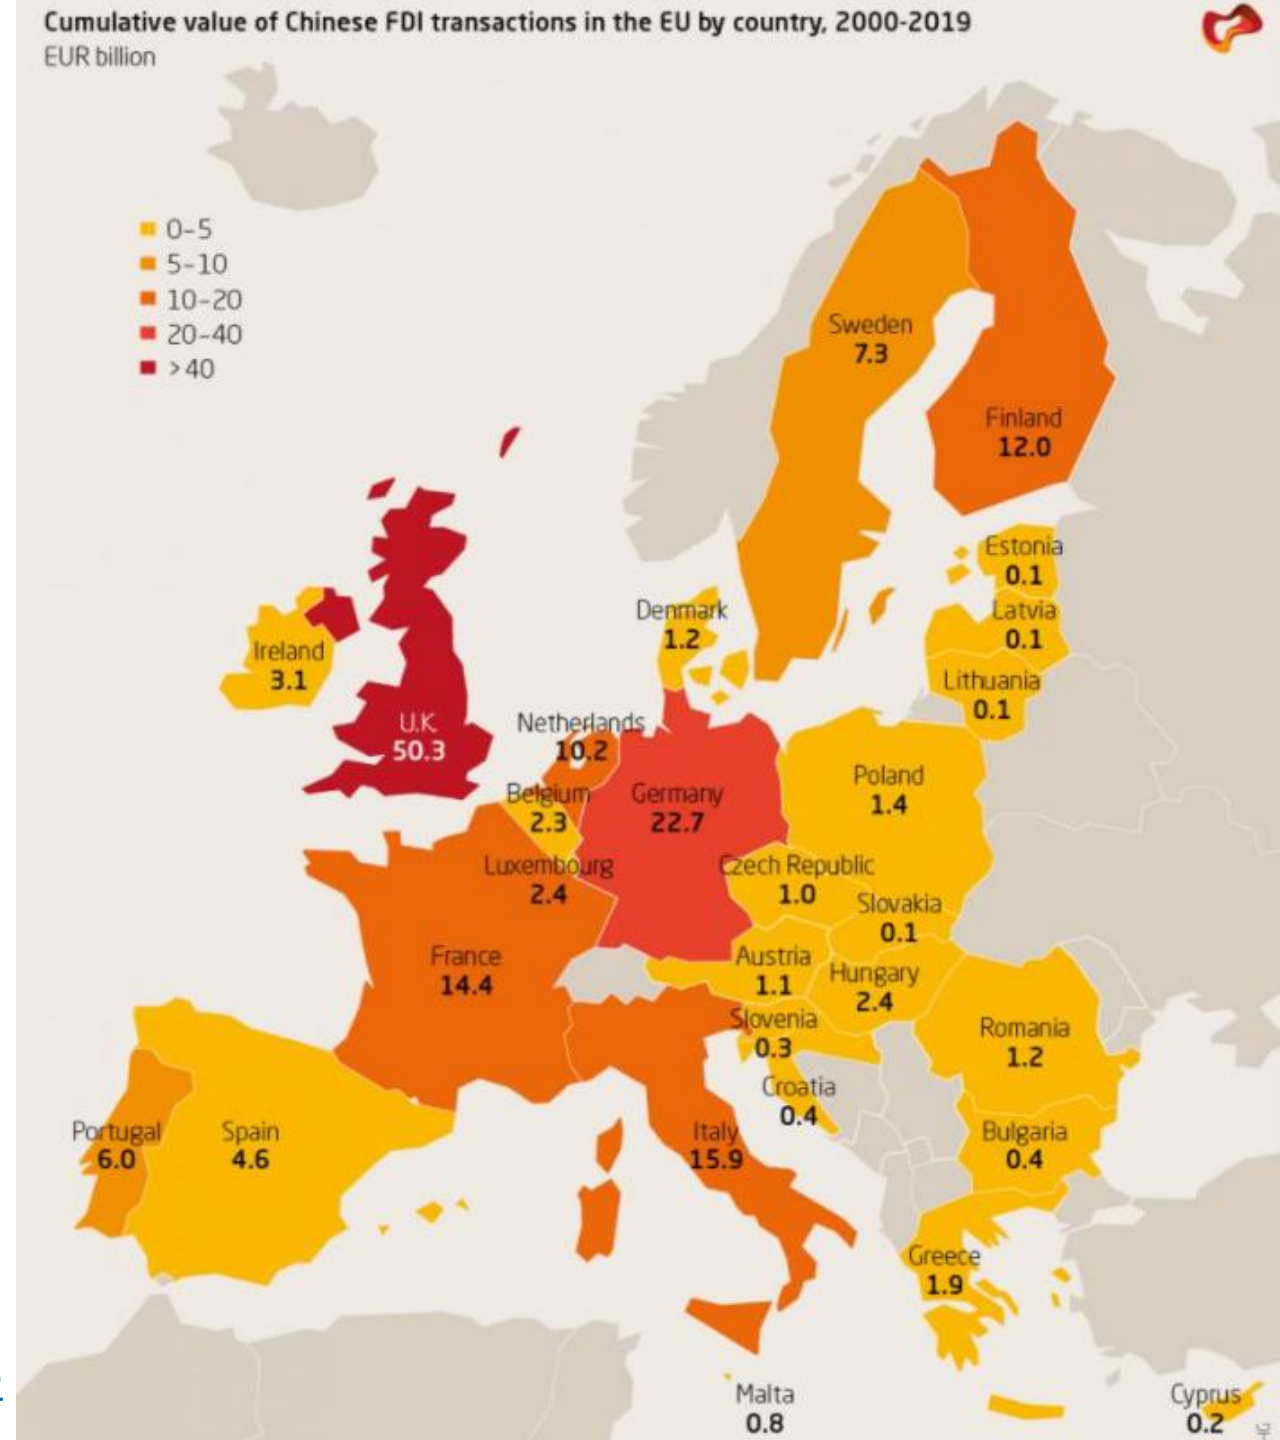 Cumulative value of Chinese FDI transactions in the EU by country, 2000-2019
EUR billion
0-5
5-10
10-20
20-40
>40
Sweden
7.3
Finland
12.0
Estonia
0.1
Latvia
0.1
Lithuania
0.1
Denmark
1.2
Ireland
3.1
U.K.
50.3
Netherlands
10.2
Belgium
2.3
Germany
22.7
Poland
1.4
Luxembourg
2.4
Czech Republic
1.0
Slovakia
0.1
France
14.4
Austria
1.1
Hungary
2.4
Slovenia
0.3
Romania
1.2
Croatia
0.4
Portugal
6.0
Spain
4.6
Italy
15.9
Bulgaria
0.4
Greece
1.9
Malta
0.8
Cyprus
0.2